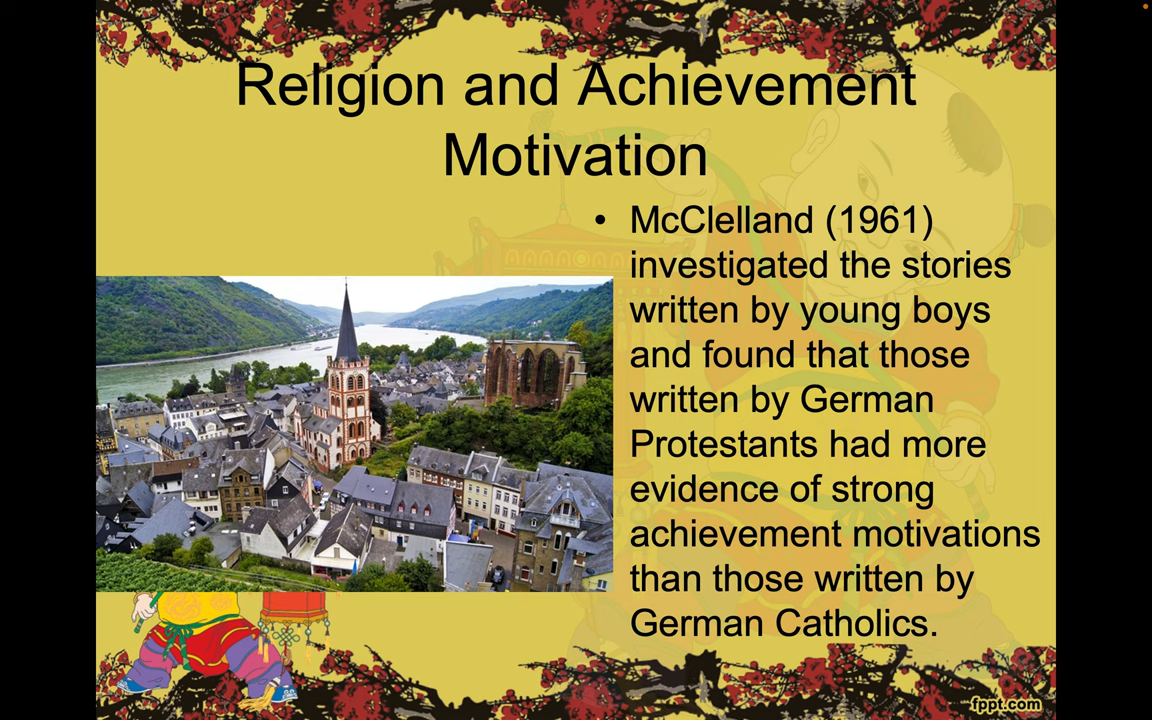 Religion and Achievement
Motivation
• McClelland (1961)
investigated the stories
written by young boys
and found that those
written by German
Protestants had more
evidence of strong
achievement motivations
than those written by
German Catholics.
fppt.com